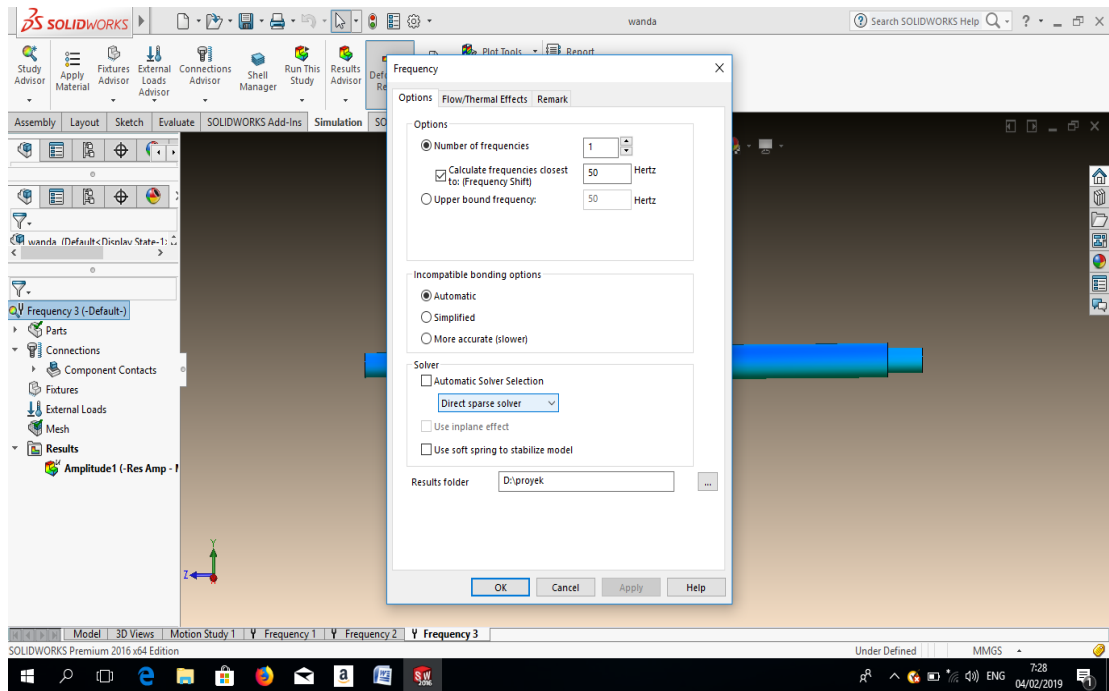 SOLIDWORKS
wanda
Search SOLIDWORKS Help
Study Advisor
Apply Material
Fixtures Advisor
External Loads Advisor
Connections Advisor
Shell Manager
Run This Study
Results Advisor
Plot Tools
Report
Assembly Layout Sketch Evaluate SOLIDWORKS Add-Ins Simulation SO
wanda (Default<Display State-1>
Frequency 3 (-Default-)
Parts
Connections
Component Contacts
Fixtures
External Loads
Mesh
Results
Amplitude1 (-Res Amp -
Frequency
Options Flow/Thermal Effects Remark
Options
Number of frequencies 1
Calculate frequencies closest to: (Frequency Shift) 50 Hertz
Upper bound frequency: 50 Hertz
Incompatible bonding options
Automatic
Simplified
More accurate (slower)
Solver
Automatic Solver Selection
Direct sparse solver
Use inplane effect
Use soft spring to stabilize model
Results folder D:\proyek ...
OK Cancel Apply Help
Y
Z
Model 3D Views Motion Study 1 Frequency 1 Frequency 2 Frequency 3
SOLIDWORKS Premium 2016 x64 Edition Under Defined MMGS
ENG 7:28
04/02/2019